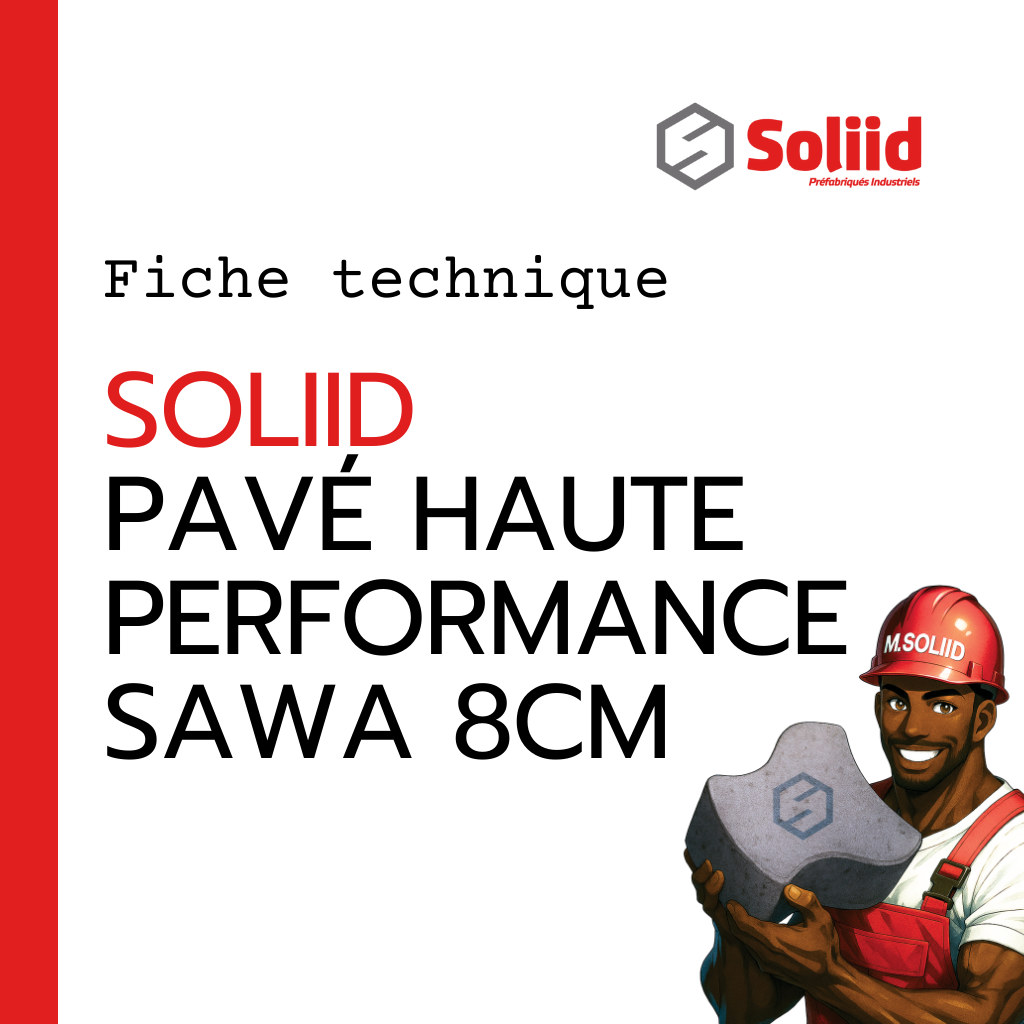 Soliid
Préfabriqués Industriels
Fiche technique
SOLIID
PAVÉ HAUTE
PERFORMANCE
SAWA 8CM
M.SOLIID